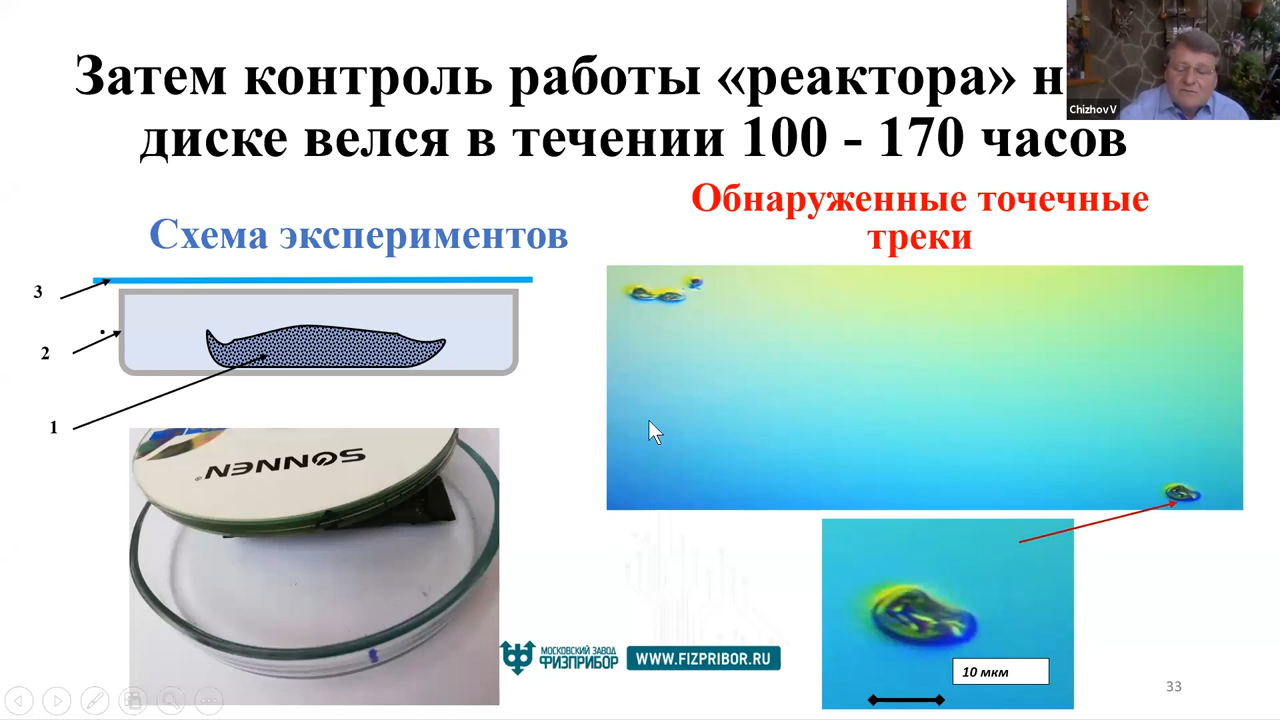 Затем контроль работы «реактора» н
диске велся в течении 100 - 170 часов
Chizhov V
Схема экспериментов
Обнаруженные точечные
треки
3
2
1
SONNEN®
МОСКОВСКИЙ ЗАВОД
ФИЗПРИБОР
WWW.FIZPRIBOR.RU
10 мкм
33